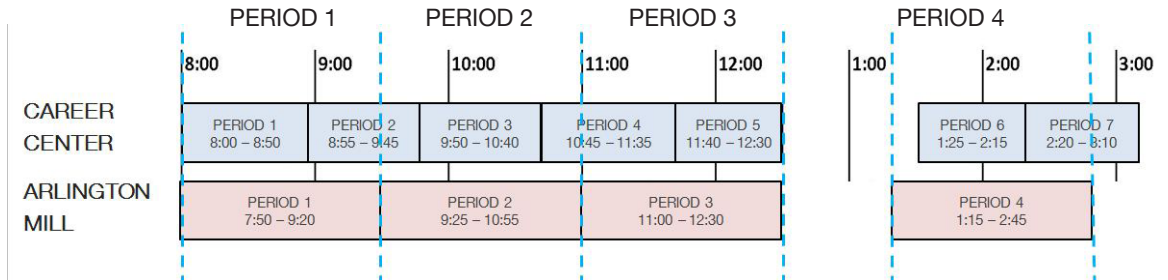 PERIOD 1 PERIOD 2 PERIOD 3 PERIOD 4
8:00 9:00 10:00 11:00 12:00 1:00 2:00 3:00
CAREER
CENTER
PERIOD 1
8:00 – 8:50
PERIOD 2
8:55 – 9:45
PERIOD 3
9:50 – 10:40
PERIOD 4
10:45 – 11:35
PERIOD 5
11:40 – 12:30
PERIOD 6
1:25 – 2:15
PERIOD 7
2:20 – 3:10
ARLINGTON
MILL
PERIOD 1
7:50 – 9:20
PERIOD 2
9:25 – 10:55
PERIOD 3
11:00 – 12:30
PERIOD 4
1:15 – 2:45